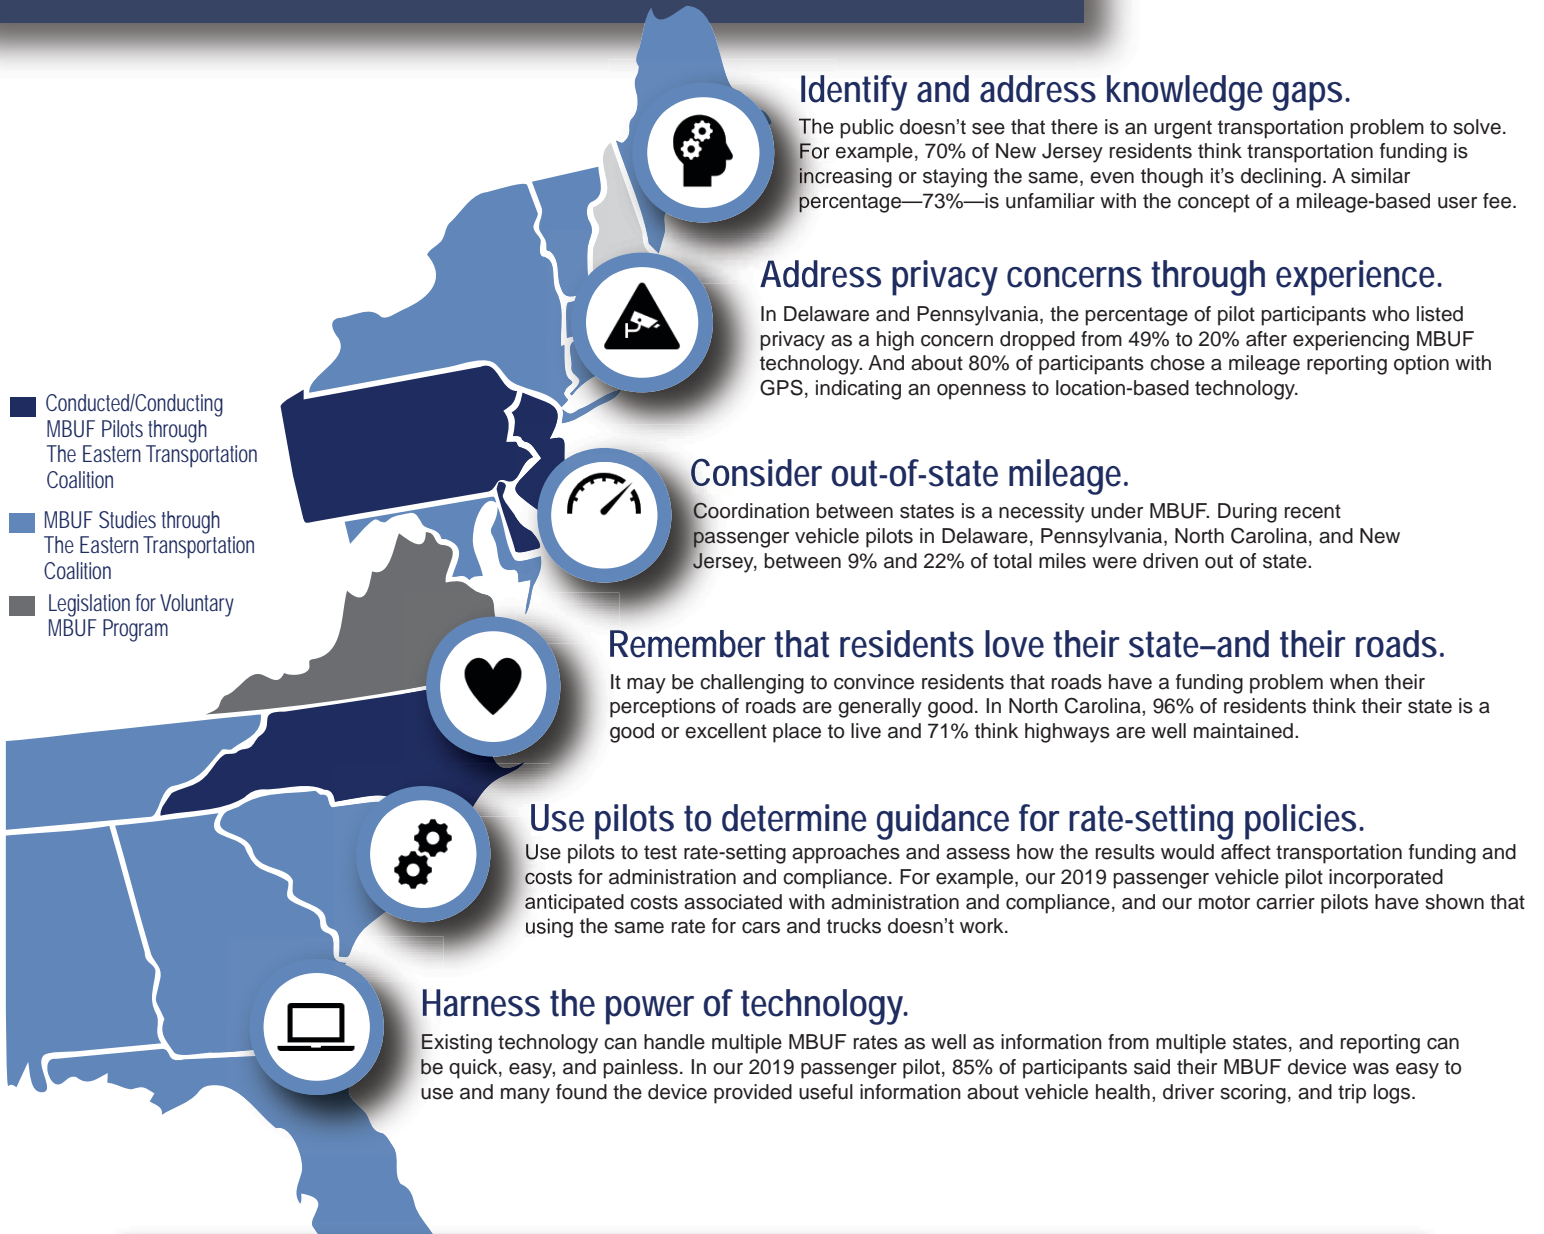 Identify and address knowledge gaps.
The public doesn't see that there is an urgent transportation problem to solve.
For example, 70% of New Jersey residents think transportation funding is
increasing or staying the same, even though it's declining. A similar
percentage—73%—is unfamiliar with the concept of a mileage-based user fee.
Address privacy concerns through experience.
In Delaware and Pennsylvania, the percentage of pilot participants who listed
privacy as a high concern dropped from 49% to 20% after experiencing MBUF
technology. And about 80% of participants chose a mileage reporting option with
GPS, indicating an openness to location-based technology.
Conducted/Conducting
MBUF Pilots through
The Eastern Transportation
Coalition
MBUF Studies through
The Eastern Transportation
Coalition
Legislation for Voluntary
MBUF Program
Consider out-of-state mileage.
Coordination between states is a necessity under MBUF. During recent
passenger vehicle pilots in Delaware, Pennsylvania, North Carolina, and New
Jersey, between 9% and 22% of total miles were driven out of state.
Remember that residents love their state–and their roads.
It may be challenging to convince residents that roads have a funding problem when their
perceptions of roads are generally good. In North Carolina, 96% of residents think their state is a
good or excellent place to live and 71% think highways are well maintained.
Use pilots to determine guidance for rate-setting policies.
Use pilots to test rate-setting approaches and assess how the results would affect transportation funding and
costs for administration and compliance. For example, our 2019 passenger vehicle pilot incorporated
anticipated costs associated with administration and compliance, and our motor carrier pilots have shown that
using the same rate for cars and trucks doesn't work.
Harness the power of technology.
Existing technology can handle multiple MBUF rates as well as information from multiple states, and reporting can
be quick, easy, and painless. In our 2019 passenger pilot, 85% of participants said their MBUF device was easy to
use and many found the device provided useful information about vehicle health, driver scoring, and trip logs.